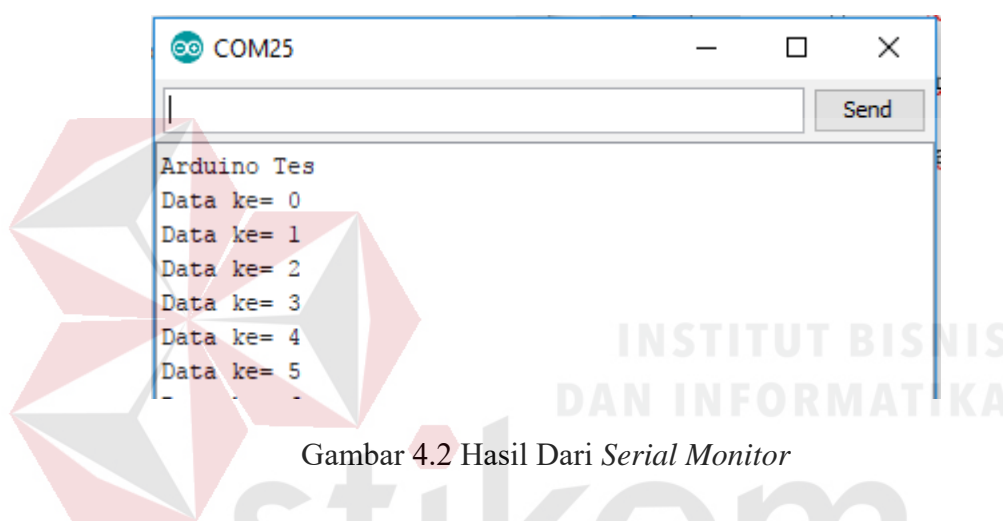 COM25
Send
Arduino Tes
Data ke= 0
Data ke= 1
Data ke= 2
Data ke= 3
Data ke= 4
Data ke= 5
INSTITUT BISNIS
DAN INFORMATIKA
Gambar 4.2 Hasil Dari Serial Monitor
stikom